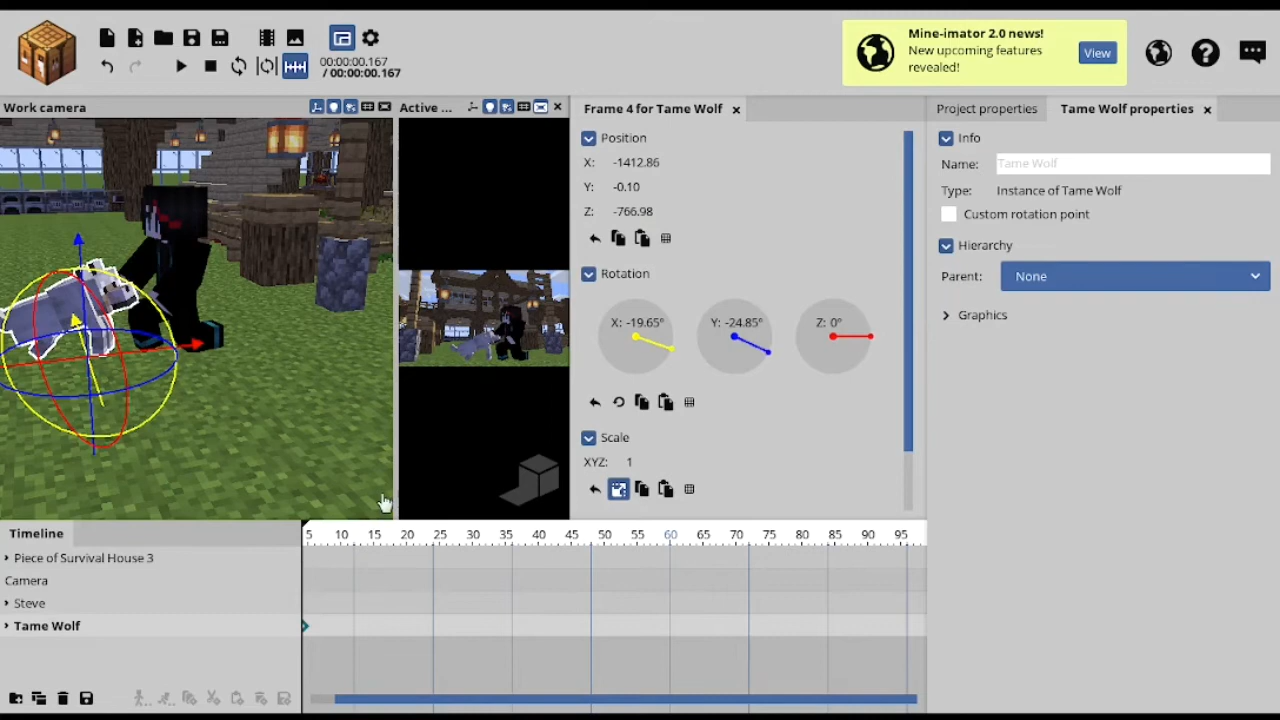 Mine-imator 2.0 news!
New upcoming features
revealed!
View
00:00:00.167
/ 00:00:00.167
Work camera
Active ...
Frame 4 for Tame Wolf
Position
X: -1412.86
Y: -0.10
Z: -766.98
Rotation
X: -19.65°
Y: -24.85°
Z: 0°
Scale
XYZ: 1
Project properties
Tame Wolf properties
Info
Name: Tame Wolf
Type: Instance of Tame Wolf
Custom rotation point
Hierarchy
Parent: None
Graphics
Timeline
5 10 15 20 25 30 35 40 45 50 55 60 65 70 75 80 85 90 95
Piece of Survival House 3
Camera
Steve
Tame Wolf